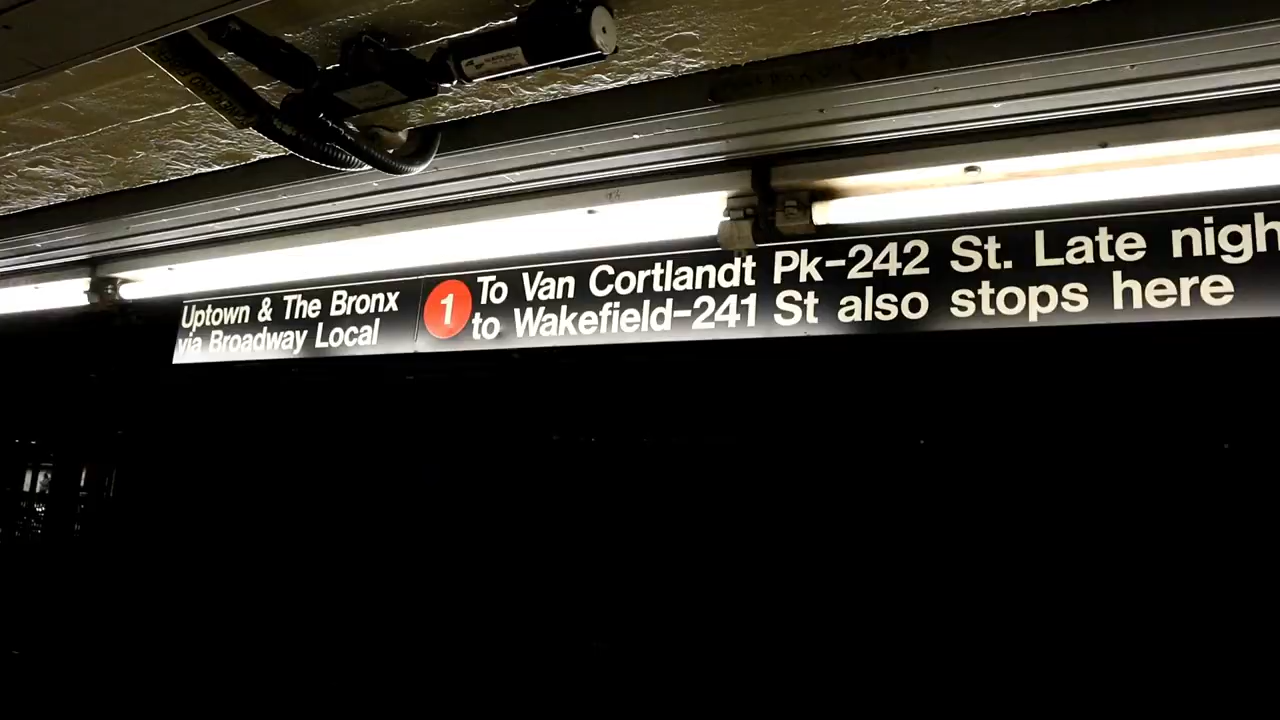 Uptown & The Bronx
via Broadway Local
1
To Van Cortlandt Pk-242 St. Late nigh
to Wakefield-241 St also stops here